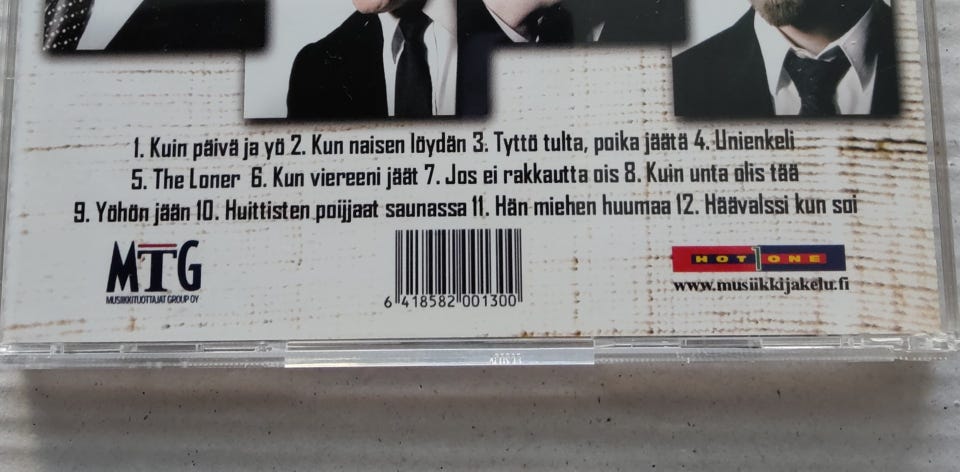 1. Kuin päivä ja yö 2. Kun naisen löydän 3. Tyttö tulta, poika jäätä 4. Unienkeli
5. The Loner 6. Kun viereeni jäät 7. Jos ei rakkautta ois 8. Kuin unta olis tää
9. Yöhön jään 10. Huittisten poijjaat saunassa 11. Hän miehen huumaa 12. Häävalssi kun soi
MTG
MUSIIKKITUOTTAJAT GROUP OY
6 418582 001300
HOT 1 ONE
www.musiikkijakelu.fi